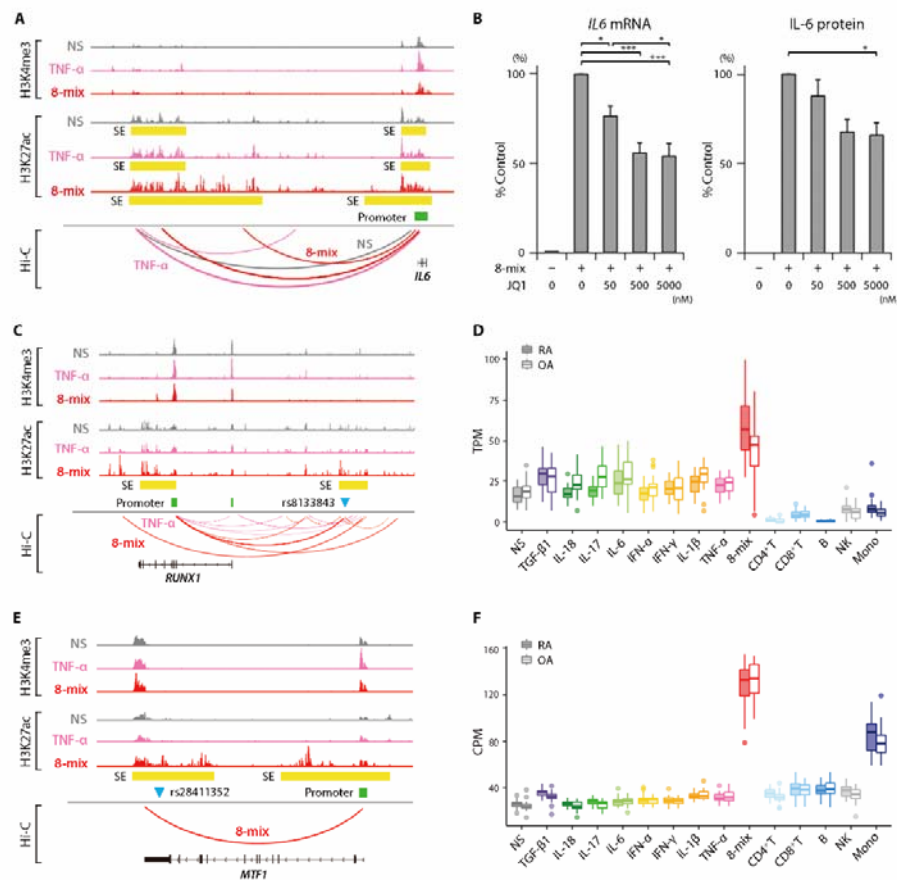 A
H3K4me3
NS
TNF-α
8-mix
H3K27ac
NS
SE
SE
TNF-α
SE
SE
8-mix
SE
SE
Promoter
Hi-C
TNF-α
8-mix
NS
IL6
B
IL6 mRNA
(%)
% Control
100
50
0
* *
***
***
8-mix − + + + +
JQ1 0 0 50 500 5000
(nM)
IL-6 protein
(%)
% Control
100
50
0
*
− + + + +
0 0 50 500 5000
(nM)
C
H3K4me3
NS
TNF-α
8-mix
H3K27ac
NS
TNF-α
8-mix
SE
SE
Promoter
rs8133843
Hi-C
TNF-α
8-mix
RUNX1
D
RA
OA
TPM
100
75
50
25
0
NS TGF-β1 IL-18 IL-17 IL-6 IFN-α IFN-γ IL-1β TNF-α 8-mix CD4⁺T CD8⁺T B NK Mono
E
H3K4me3
NS
TNF-α
8-mix
H3K27ac
NS
TNF-α
8-mix
SE
SE
rs28411352
Promoter
Hi-C
8-mix
MTF1
F
RA
OA
CPM
160
120
80
40
NS TGF-β1 IL-18 IL-17 IL-6 IFN-α IFN-γ IL-1β TNF-α 8-mix CD4⁺T CD8⁺T B NK Mono